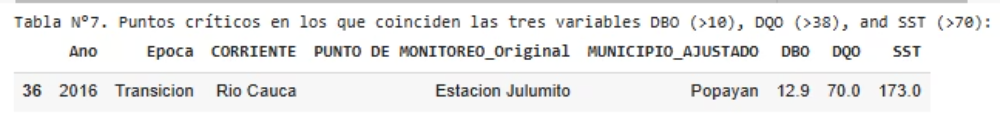 Tabla N°7. Puntos críticos en los que coinciden las tres variables DBO (>10), DQO (>38), and SST (>70):
Ano Epoca CORRIENTE PUNTO DE MONITOREO_Original MUNICIPIO_AJUSTADO DBO DQO SST
36 2016 Transicion Rio Cauca Estacion Julumito Popayan 12.9 70.0 173.0